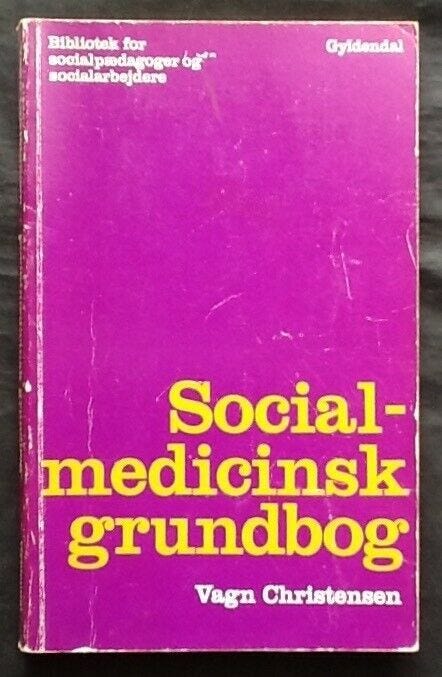 Bibliotek for
socialpædagoger og
socialarbejdere
Gyldendal
Social-
medicinsk
grundbog
Vagn Christensen